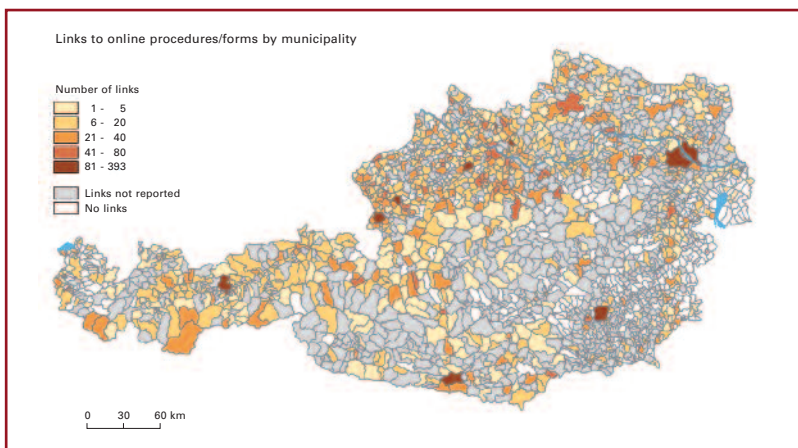 Links to online procedures/forms by municipality
Number of links
1 - 5
6 - 20
21 - 40
41 - 80
81 - 393
Links not reported
No links
0 30 60 km